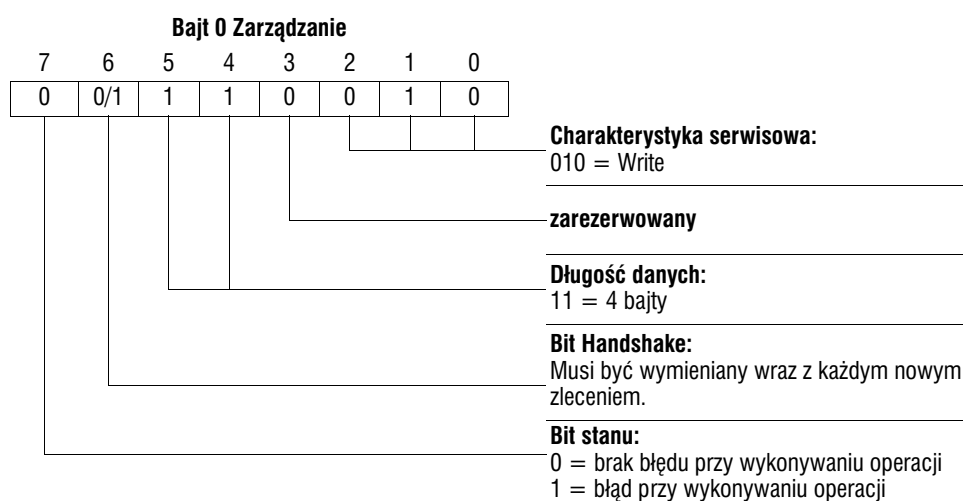 Bajt 0 Zarządzanie
7 6 5 4 3 2 1 0
0 0/1 1 1 0 0 1 0
Charakterystyka serwisowa:
010 = Write
zarezerwowany
Długość danych:
11 = 4 bajty
Bit Handshake:
Musi być wymieniany wraz z każdym nowym
zleceniem.
Bit stanu:
0 = brak błędu przy wykonywaniu operacji
1 = błąd przy wykonywaniu operacji